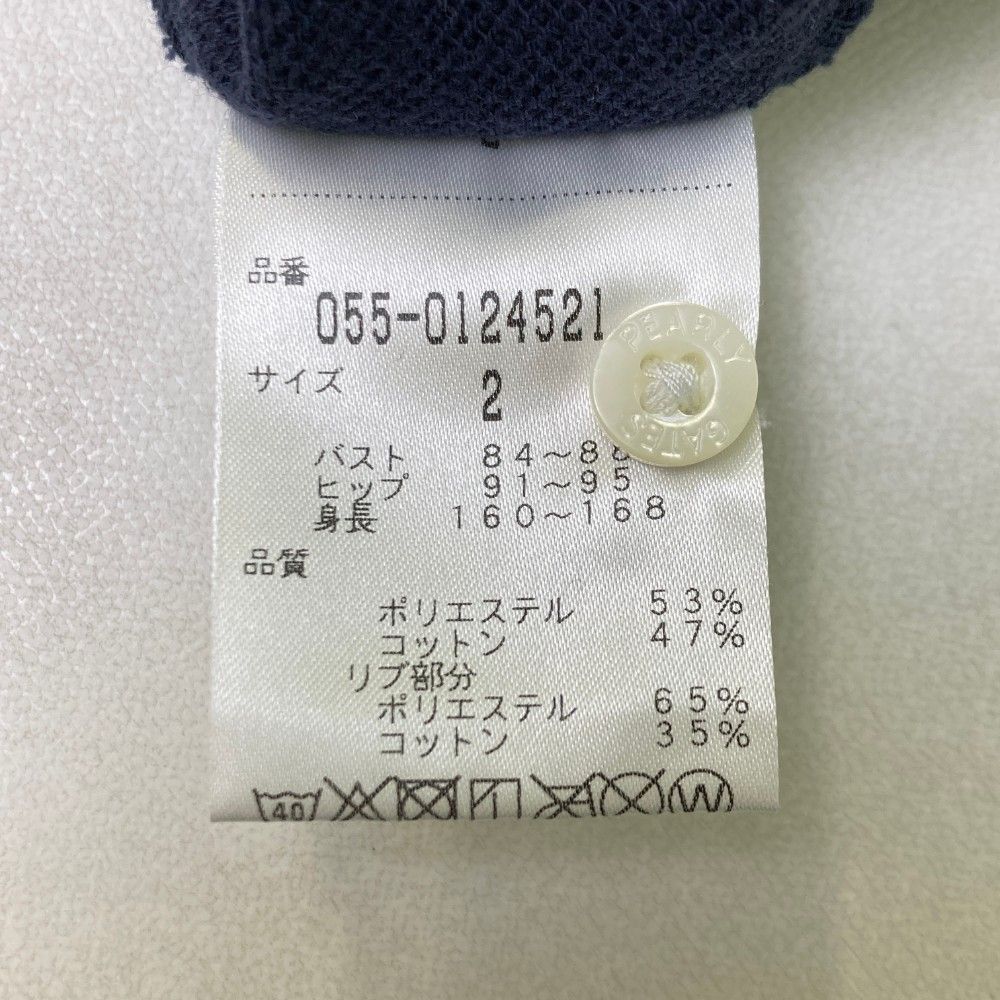 品番
055-0124521
サイズ 2
バスト 84～88
ヒップ 91～95
身長 160～168
品質
ポリエステル 53%
コットン 47%
リブ部分
ポリエステル 65%
コットン 35%
40
W
PEARLY
GATES